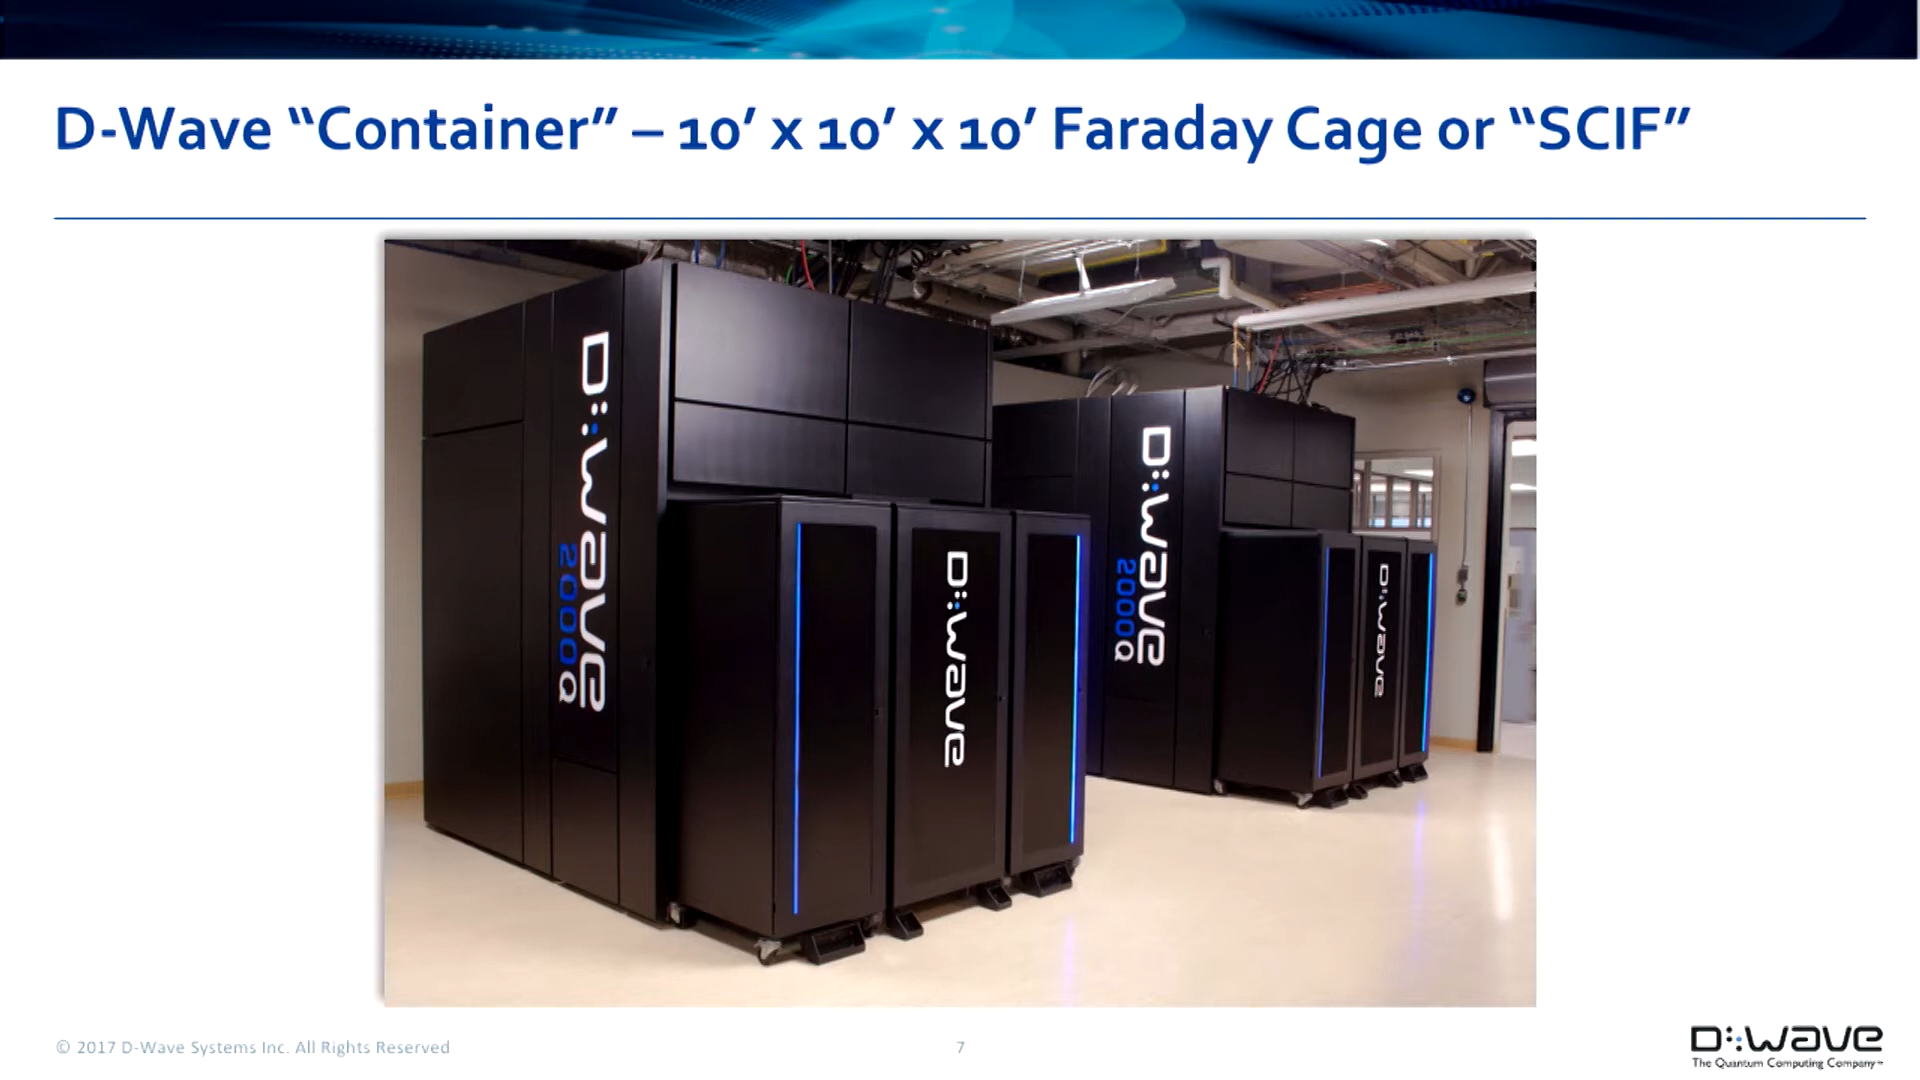 D-Wave “Container” – 10’ x 10’ x 10’ Faraday Cage or “SCIF”
D:wave
2000Q
D:wave
D:wave
2000Q
D:wave
© 2017 D-Wave Systems Inc. All Rights Reserved
7
D:wave
The Quantum Computing Company™